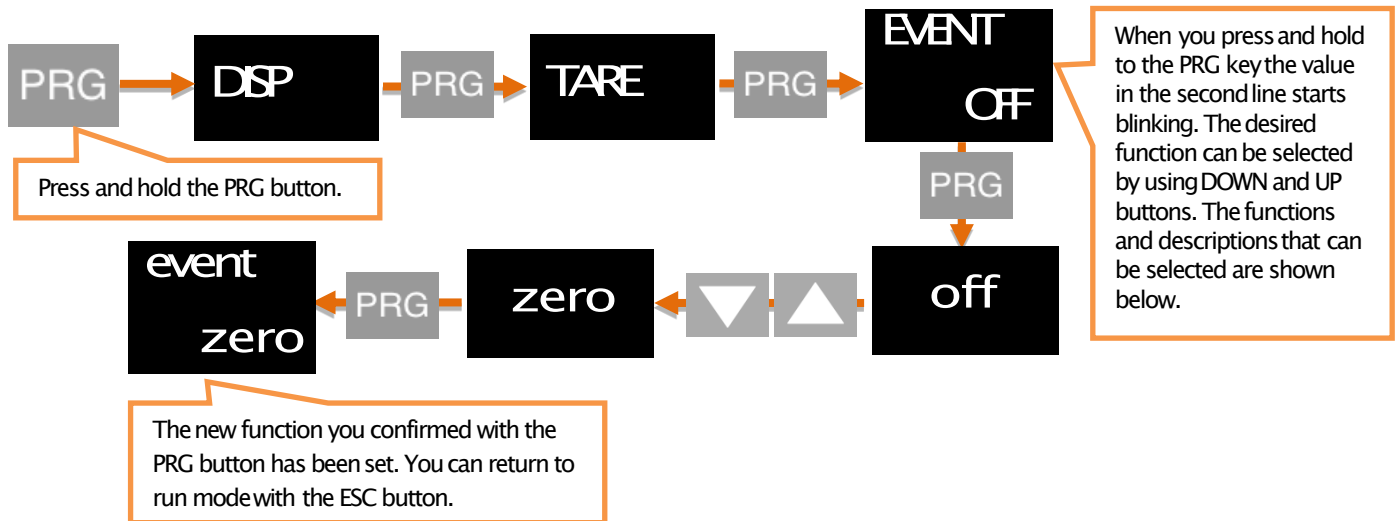 PRG
DISP
PRG
TARE
PRG
EVENT
OFF
When you press and hold
to the PRG key the value
in the second line starts
blinking. The desired
function can be selected
by using DOWN and UP
buttons. The functions
and descriptions that can
be selected are shown
below.
Press and hold the PRG button.
PRG
off
zero
PRG
event
zero
The new function you confirmed with the
PRG button has been set. You can return to
run mode with the ESC button.